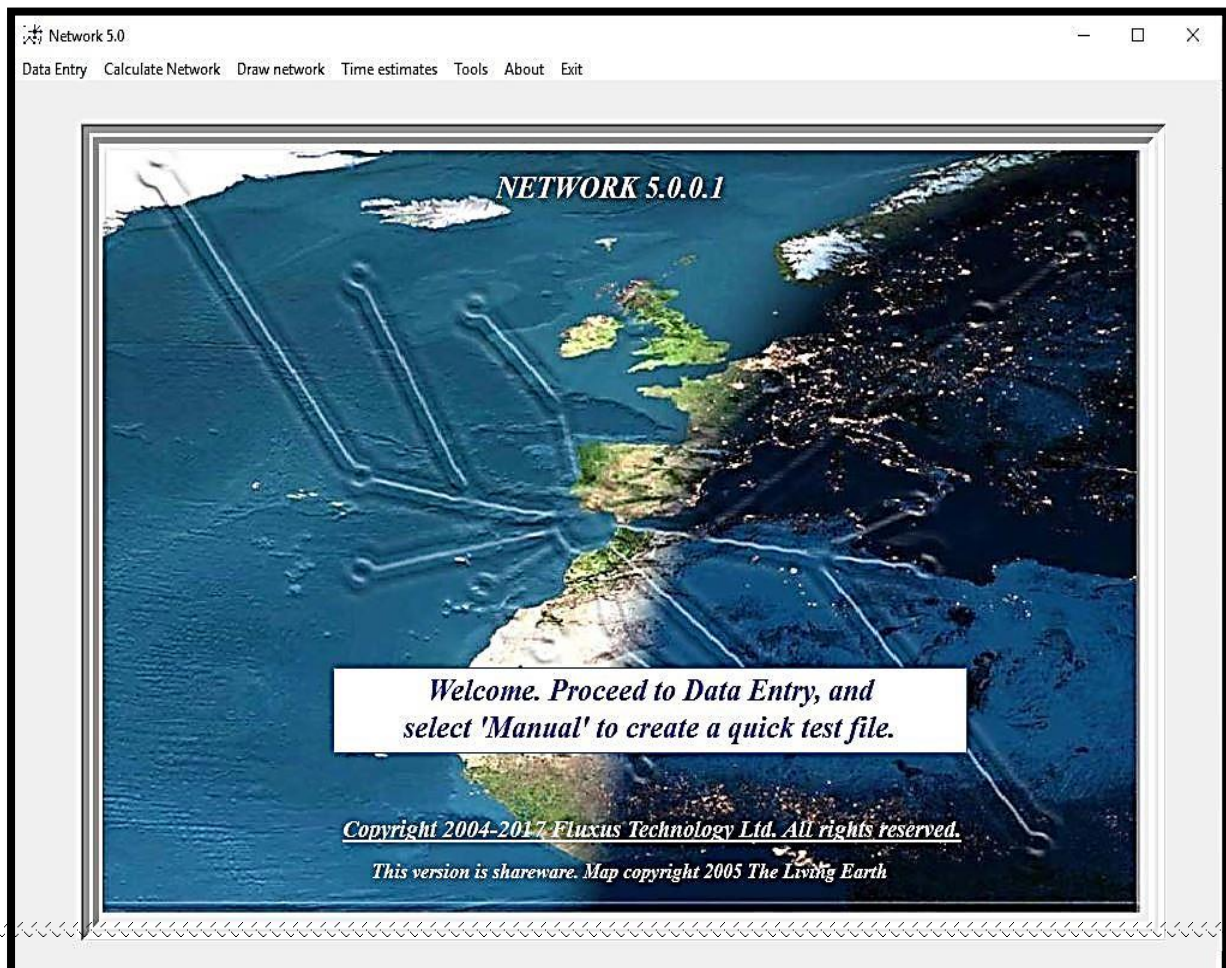 Network 5.0
Data Entry Calculate Network Draw network Time estimates Tools About Exit
NETWORK 5.0.0.1
Welcome. Proceed to Data Entry, and
select 'Manual' to create a quick test file.
Copyright 2004-2017 Fluxus Technology Ltd. All rights reserved.
This version is shareware. Map copyright 2005 The Living Earth